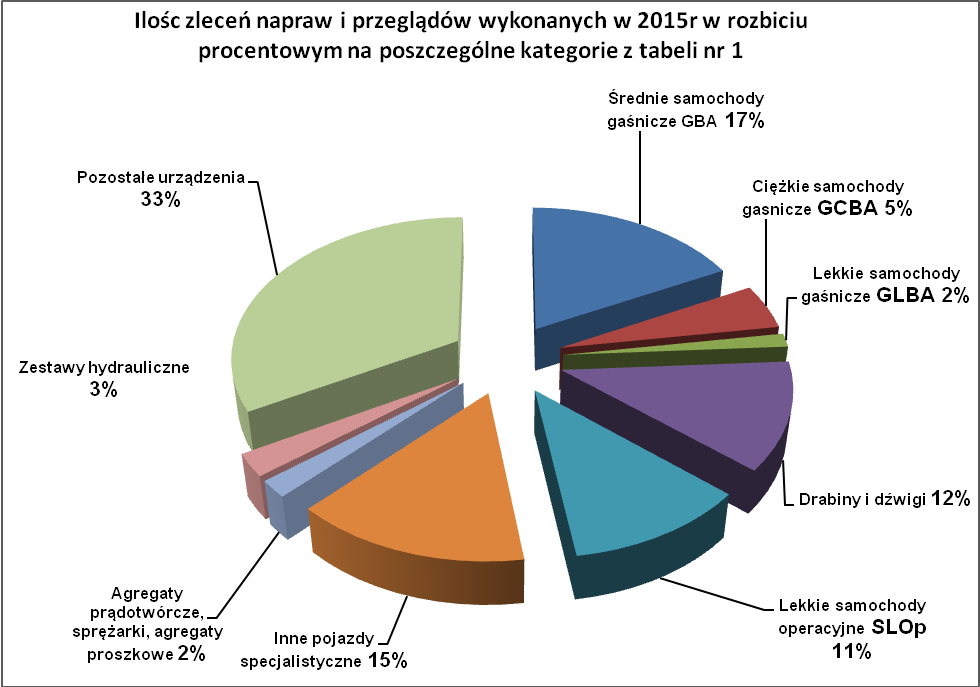 Ilośc zleceń napraw i przeglądów wykonanych w 2015r w rozbiciu
procentowym na poszczególne kategorie z tabeli nr 1
Średnie samochody
gaśnicze GBA 17%
Ciężkie samochody
gasnicze GCBA 5%
Lekkie samochody
gaśnicze GLBA 2%
Drabiny i dźwigi 12%
Lekkie samochody
operacyjne SLOp
11%
Inne pojazdy
specjalistyczne 15%
Agregaty
prądotwórcze,
sprężarki, agregaty
proszkowe 2%
Zestawy hydrauliczne
3%
Pozostałe urządzenia
33%